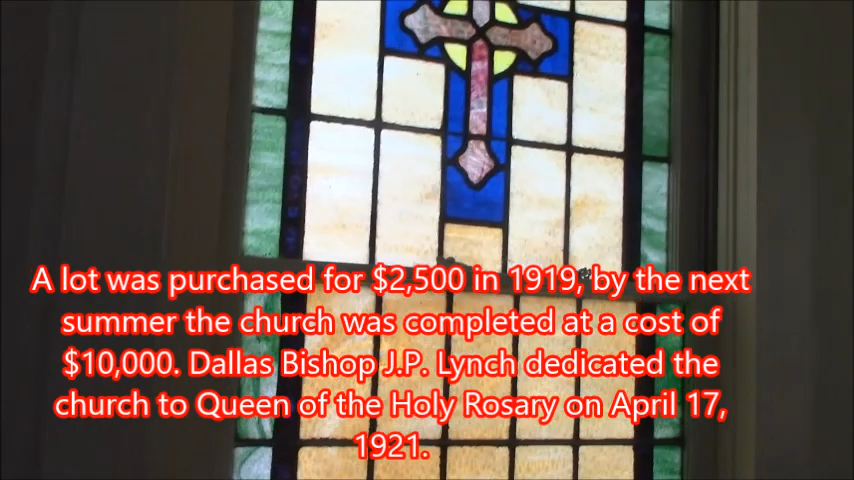 A lot was purchased for $2,500 in 1919, by the next
summer the church was completed at a cost of
$10,000. Dallas Bishop J.P. Lynch dedicated the
church to Queen of the Holy Rosary on April 17,
1921.